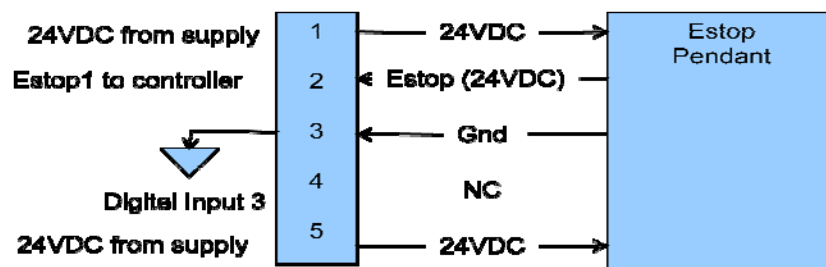 24VDC from supply
1
24VDC
Estop
Pendant
Estop1 to controller
2
Estop (24VDC)
3
Gnd
Digital Input 3
4
NC
24VDC from supply
5
24VDC